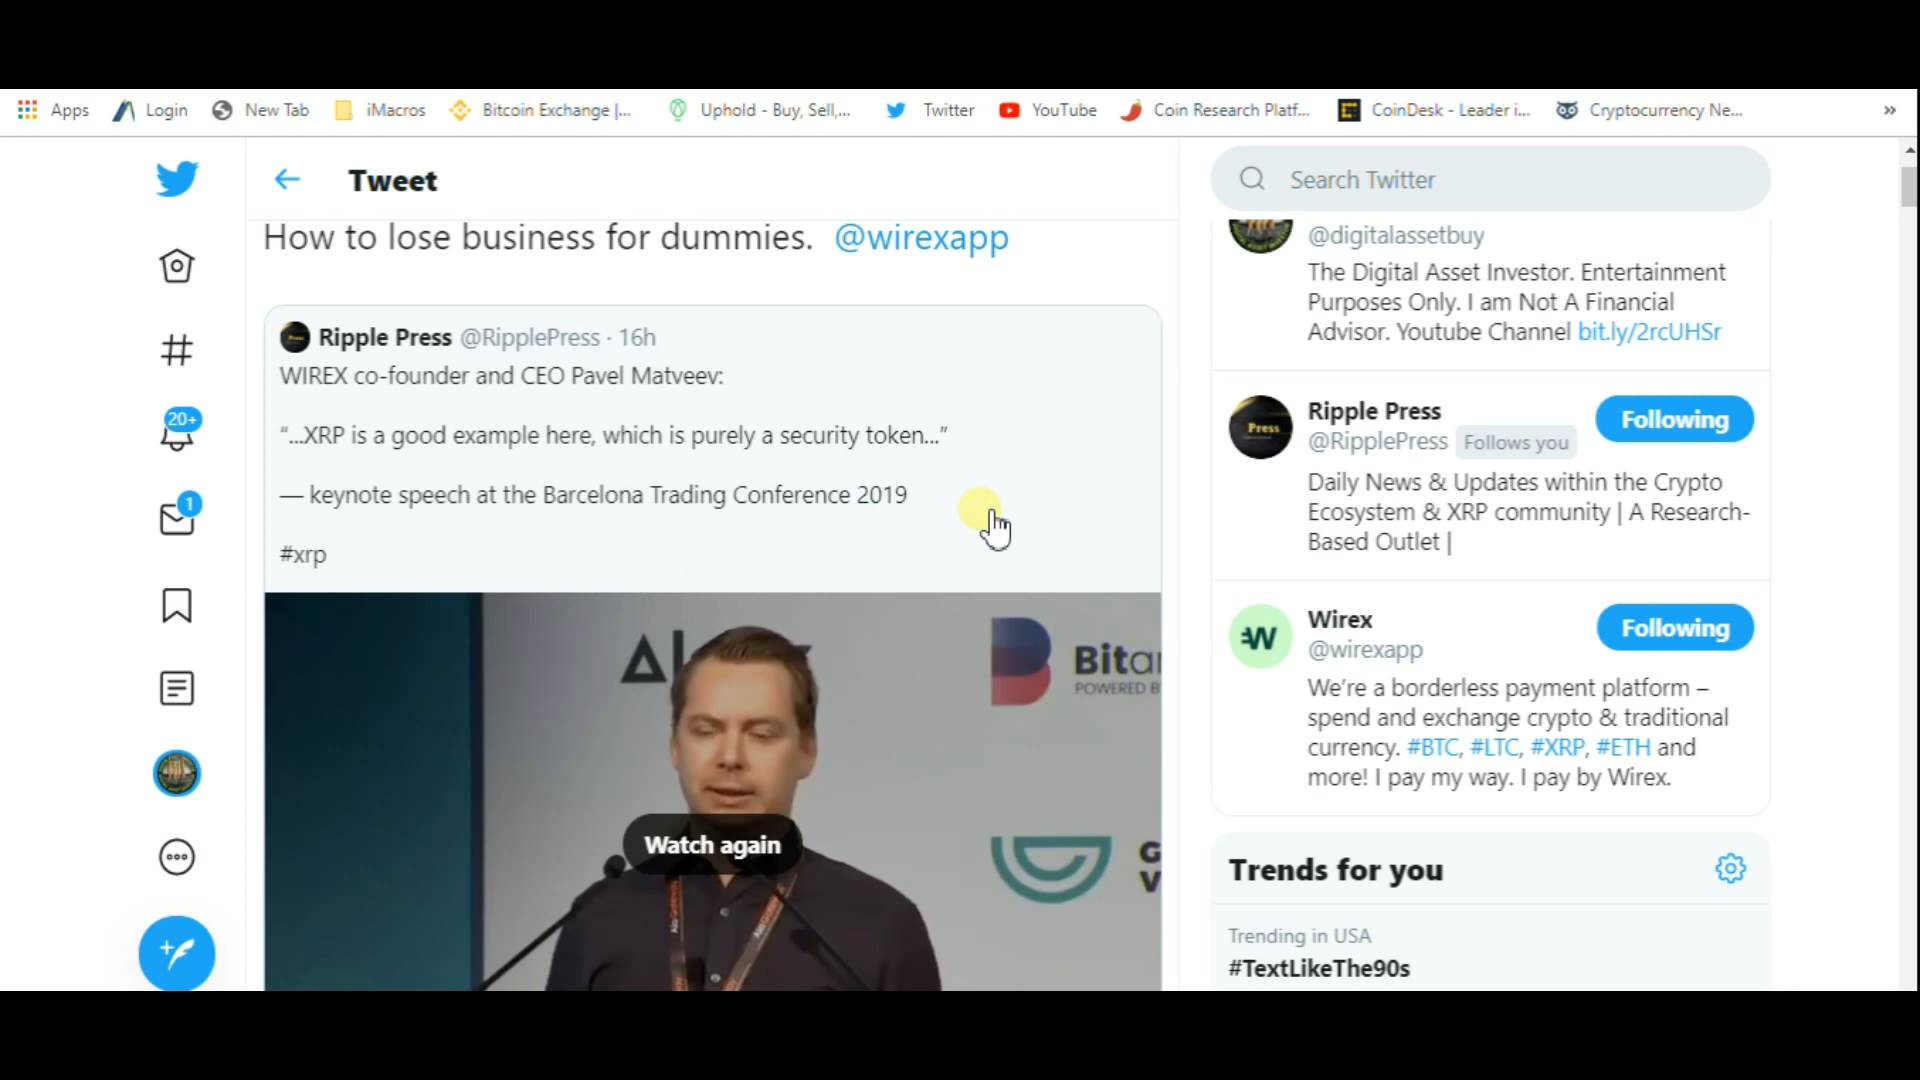 Apps Login New Tab iMacros Bitcoin Exchange |... Uphold - Buy, Sell,... Twitter YouTube Coin Research Platf... CoinDesk - Leader i... Cryptocurrency Ne... »
Tweet
Search Twitter
How to lose business for dummies. @wirexapp
Ripple Press @RipplePress · 16h
WIREX co-founder and CEO Pavel Matveev:
“...XRP is a good example here, which is purely a security token...”
— keynote speech at the Barcelona Trading Conference 2019
#xrp
Bit
POWERED B
G
V
Watch again
20+
1
@digitalassetbuy
The Digital Asset Investor. Entertainment
Purposes Only. I am Not A Financial
Advisor. Youtube Channel bit.ly/2rcUHSr
Press
Ripple Press
@RipplePress Follows you
Following
Daily News & Updates within the Crypto
Ecosystem & XRP community | A Research-
Based Outlet |
Wirex
@wirexapp
Following
We’re a borderless payment platform –
spend and exchange crypto & traditional
currency. #BTC, #LTC, #XRP, #ETH and
more! I pay my way. I pay by Wirex.
Trends for you
Trending in USA
#TextLikeThe90s